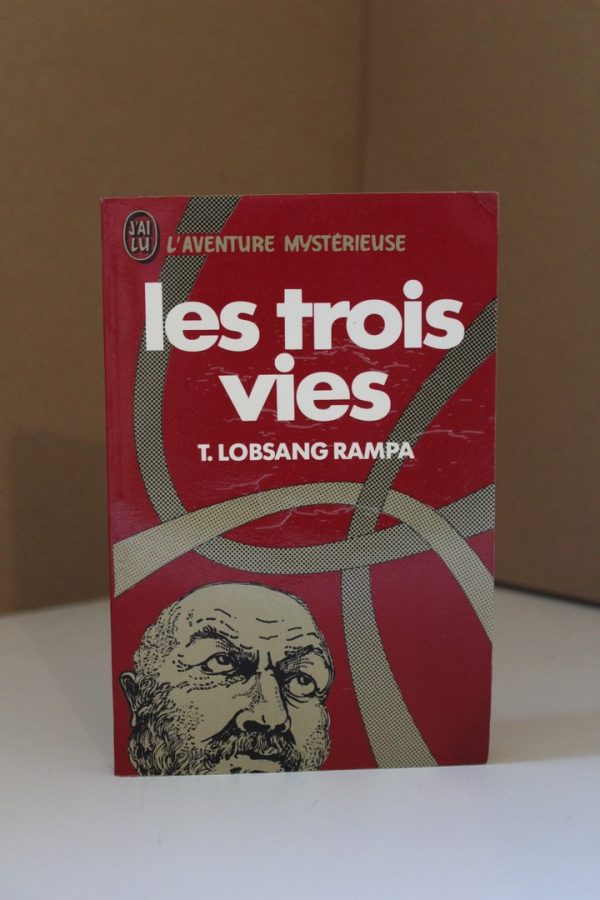 J'AI
LU
L'AVENTURE MYSTÉRIEUSE
les trois
vies
T. LOBSANG RAMPA